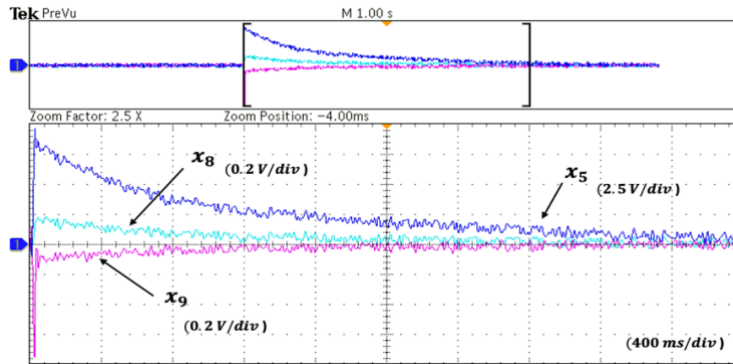 Tek PreVu M 1.00 s
1
Zoom Factor: 2.5 X Zoom Position: −4.00ms
x8 (0.2 V/div)
x5 (2.5 V/div)
1
x9 (0.2 V/div)
(400 ms/div)